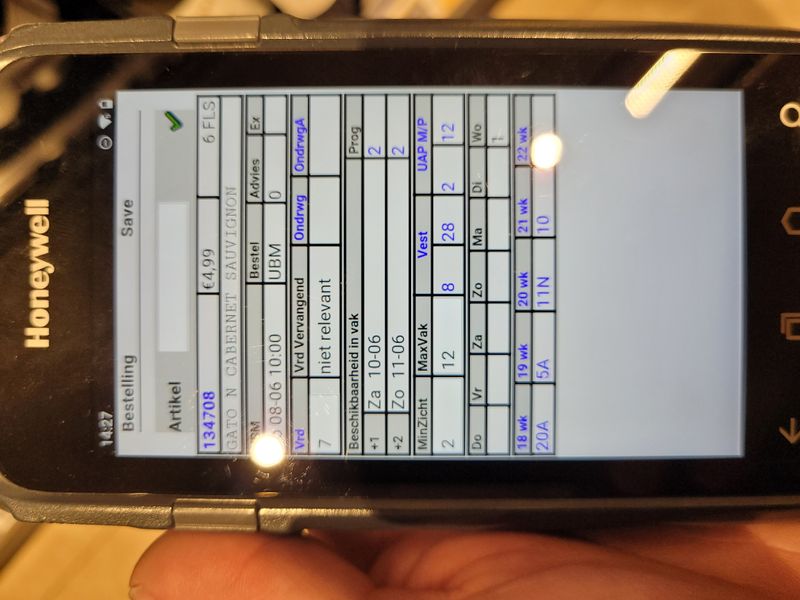 Honeywell
14:27
Bestelling Save
Artikel
134708 €4,99 6 FLS
GATO N CABERNET SAUVIGNON
Bestel Advies Ex
08-06 10:00 UBM 0
Vrd Vrd Vervangend Ondrwg OndrwgA
7 niet relevant
Beschikbaarheid in vak Prog
+1 Za 10-06 2
+2 Zo 11-06 2
MinZicht MaxVak Vest UAP M/P
2 12 8 28 2 12
Do Vr Za Zo Ma Di Wo
1
18 wk 19 wk 20 wk 21 wk 22 wk
20A 5A 11N 10